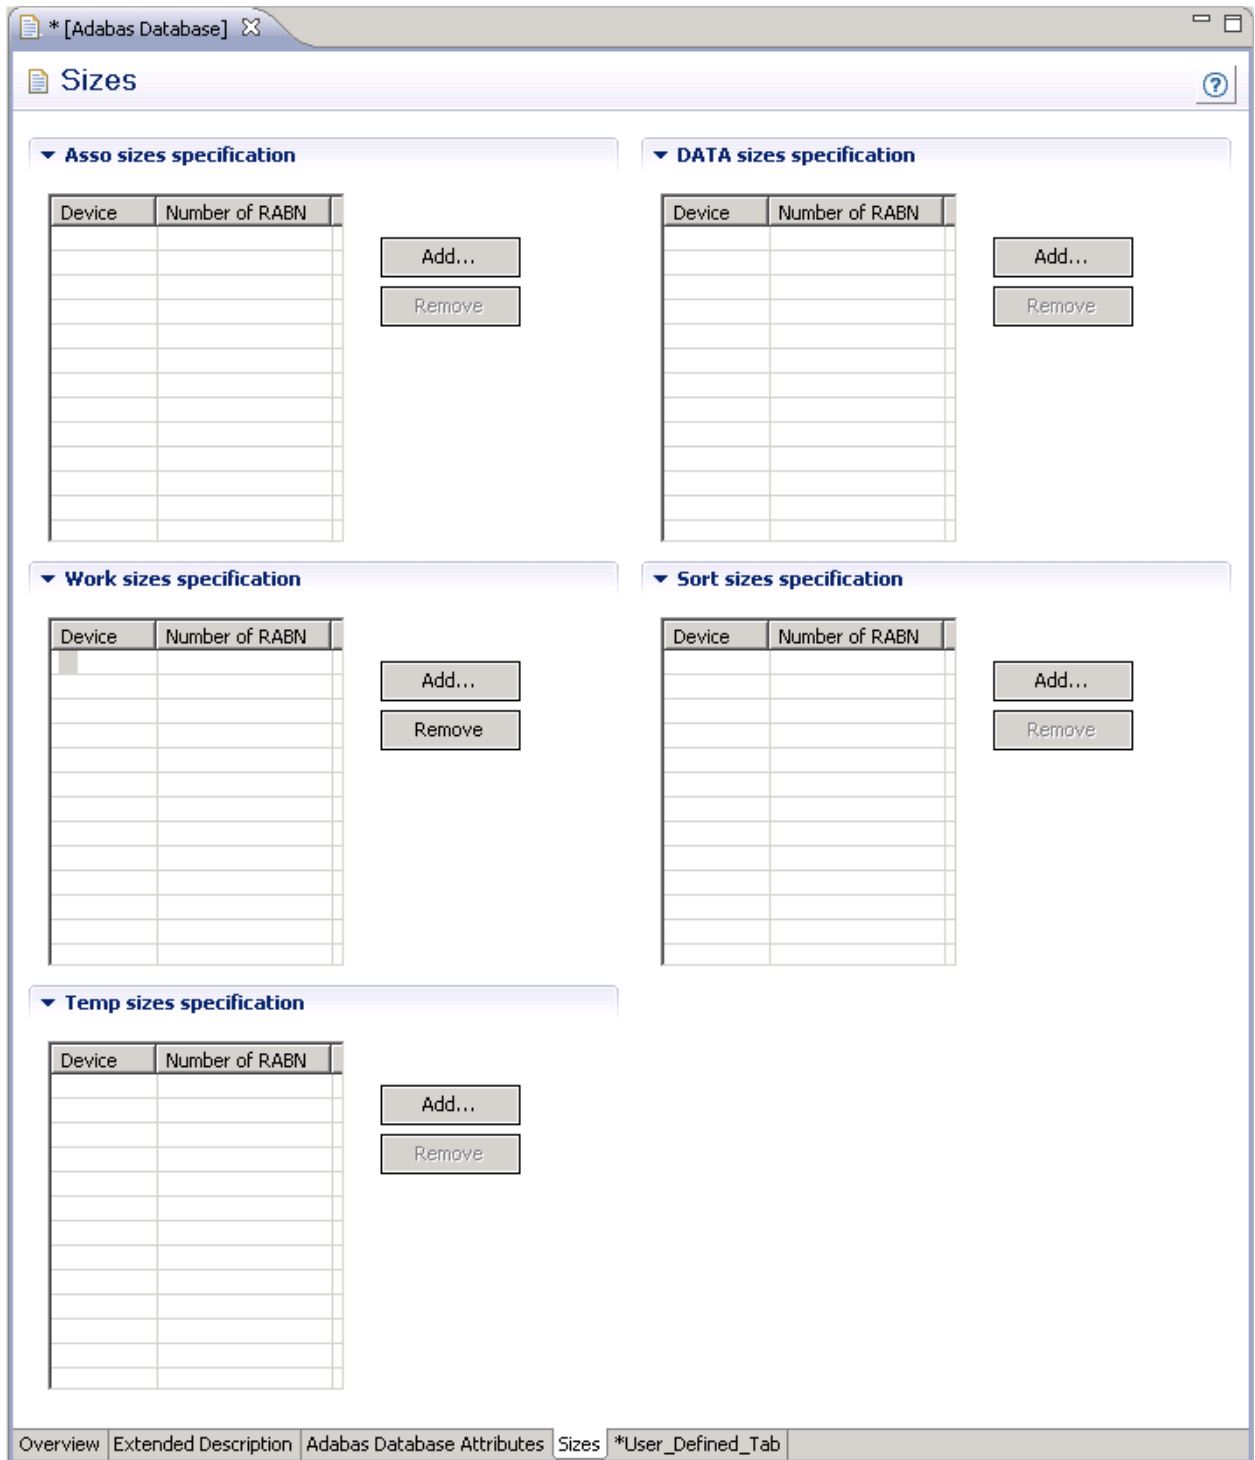 * [Adabas Database]
Sizes
Asso sizes specification
Device Number of RABN
Add...
Remove
DATA sizes specification
Device Number of RABN
Add...
Remove
Work sizes specification
Device Number of RABN
Add...
Remove
Sort sizes specification
Device Number of RABN
Add...
Remove
Temp sizes specification
Device Number of RABN
Add...
Remove
Overview Extended Description Adabas Database Attributes Sizes *User_Defined_Tab